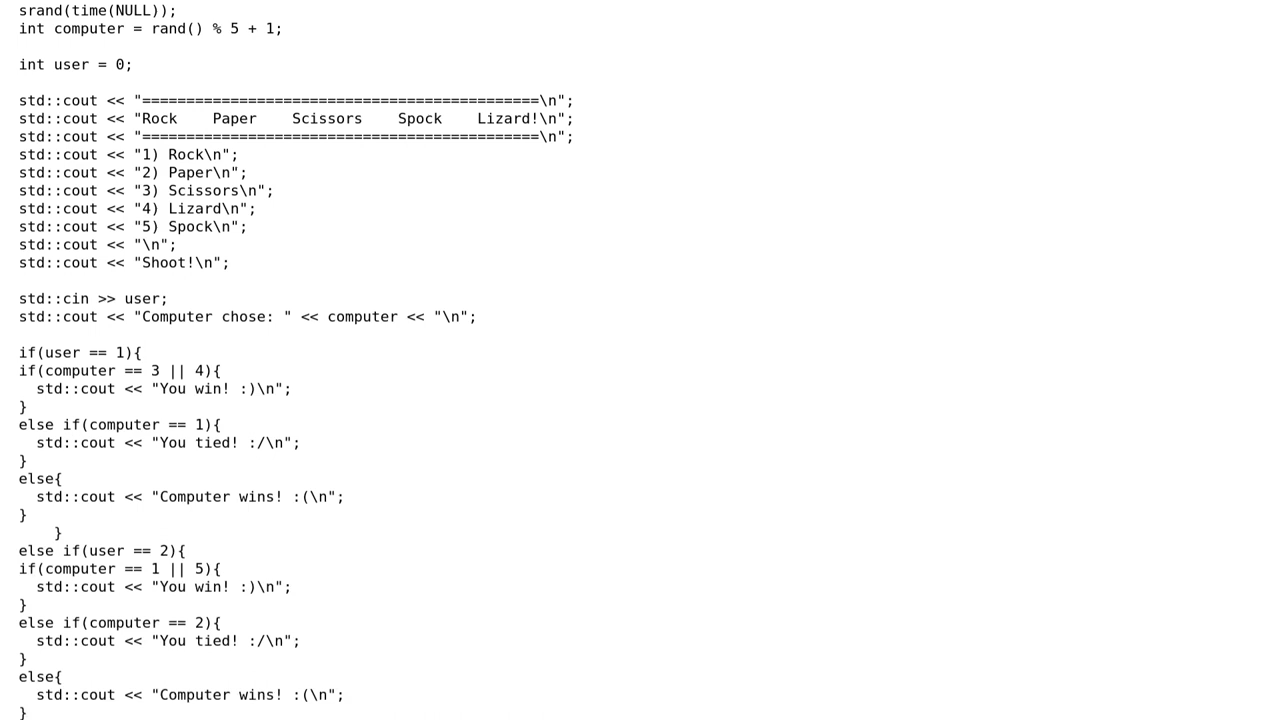 srand(time(NULL));
int computer = rand() % 5 + 1;

int user = 0;

std::cout << "=============================================\n";
std::cout << "Rock    Paper    Scissors    Spock    Lizard!\n";
std::cout << "=============================================\n";
std::cout << "1) Rock\n";
std::cout << "2) Paper\n";
std::cout << "3) Scissors\n";
std::cout << "4) Lizard\n";
std::cout << "5) Spock\n";
std::cout << "\n";
std::cout << "Shoot!\n";

std::cin >> user;
std::cout << "Computer chose: " << computer << "\n";

if(user == 1){
if(computer == 3 || 4){
  std::cout << "You win! :)\n";
}
else if(computer == 1){
  std::cout << "You tied! :/\n";
}
else{
  std::cout << "Computer wins! :(\n";
}
    }
else if(user == 2){
if(computer == 1 || 5){
  std::cout << "You win! :)\n";
}
else if(computer == 2){
  std::cout << "You tied! :/\n";
}
else{
  std::cout << "Computer wins! :(\n";
}